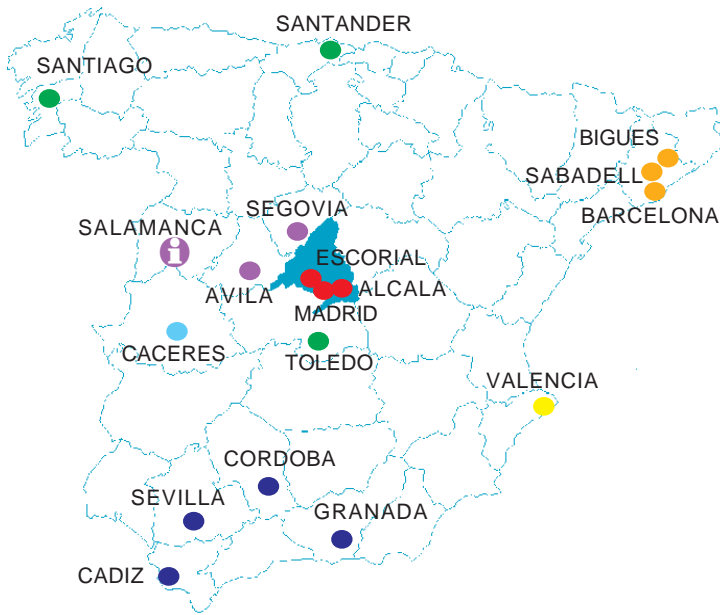 SANTANDER
SANTIAGO
BIGUES
SABADELL
SEGOVIA
BARCELONA
SALAMANCA
i
ESCORIAL
AVILA
ALCALA
MADRID
CACERES
TOLEDO
VALENCIA
CORDOBA
SEVILLA
GRANADA
CADIZ